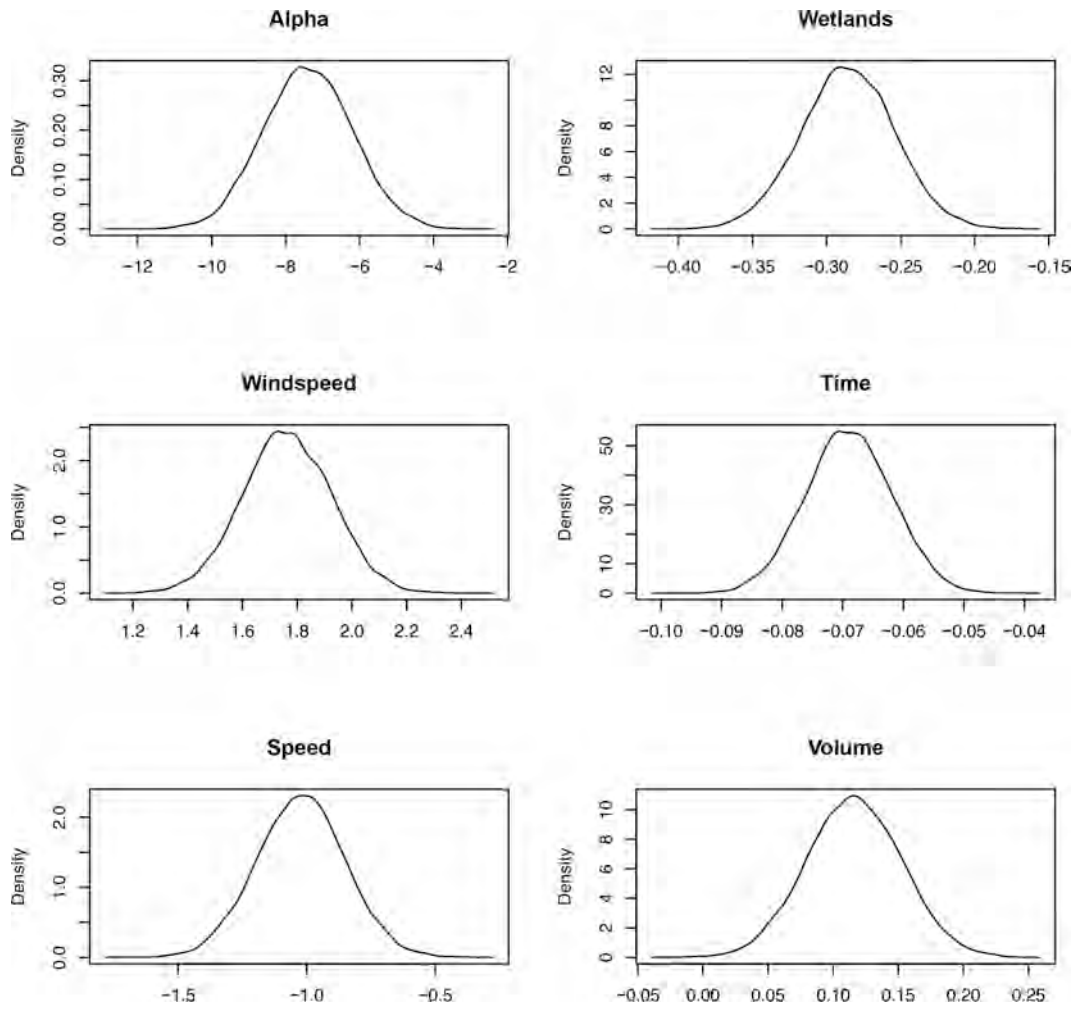 Alpha
Density
0.00 0.10 0.20 0.30
−12 −10 −8 −6 −4 −2
Wetlands
Density
0 2 4 6 8 12
−0.40 −0.35 −0.30 −0.25 −0.20 −0.15
Windspeed
Density
0.0 1.0 2.0
1.2 1.4 1.6 1.8 2.0 2.2 2.4
Time
Density
0 10 30 50
−0.10 −0.09 −0.08 −0.07 −0.06 −0.05 −0.04
Speed
Density
0.0 1.0 2.0
−1.5 −1.0 −0.5
Volume
Density
0 2 4 6 8 10
−0.05 0.00 0.05 0.10 0.15 0.20 0.25